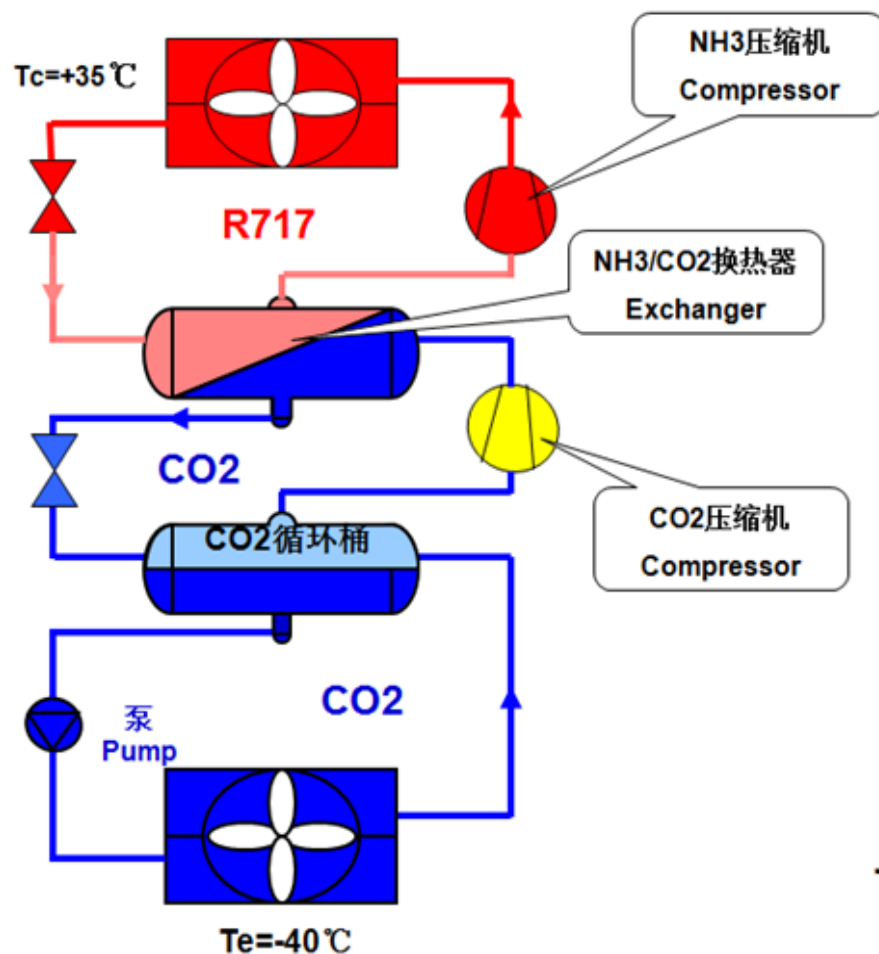 NH3压缩机
Compressor
Tc=+35℃
R717
NH3/CO2换热器
Exchanger
CO2
CO2压缩机
Compressor
CO2循环桶
CO2
泵
Pump
Te=-40℃